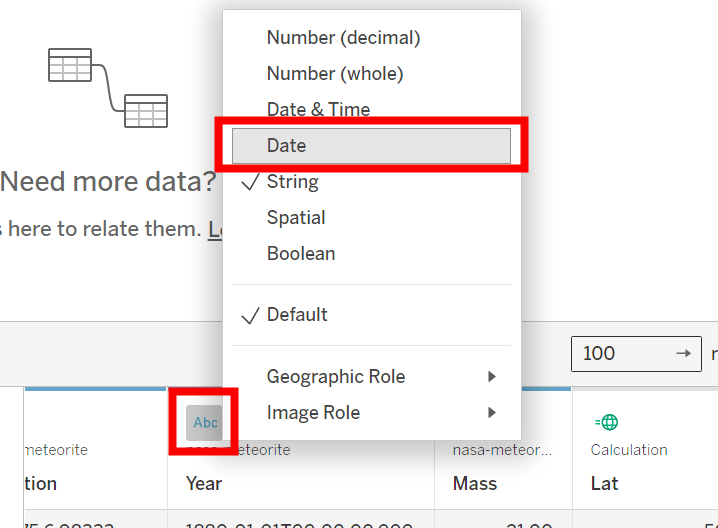 Number (decimal)
Number (whole)
Date & Time
Date
String
Spatial
Boolean
Default
Geographic Role
Image Role
Need more data?
s here to relate them. Le
100
Abc
meteorite
nasa-meteorite
nasa-meteor...
Calculation
tion
Year
Mass
Lat
1880-01-01T00:00:00.000
21.00